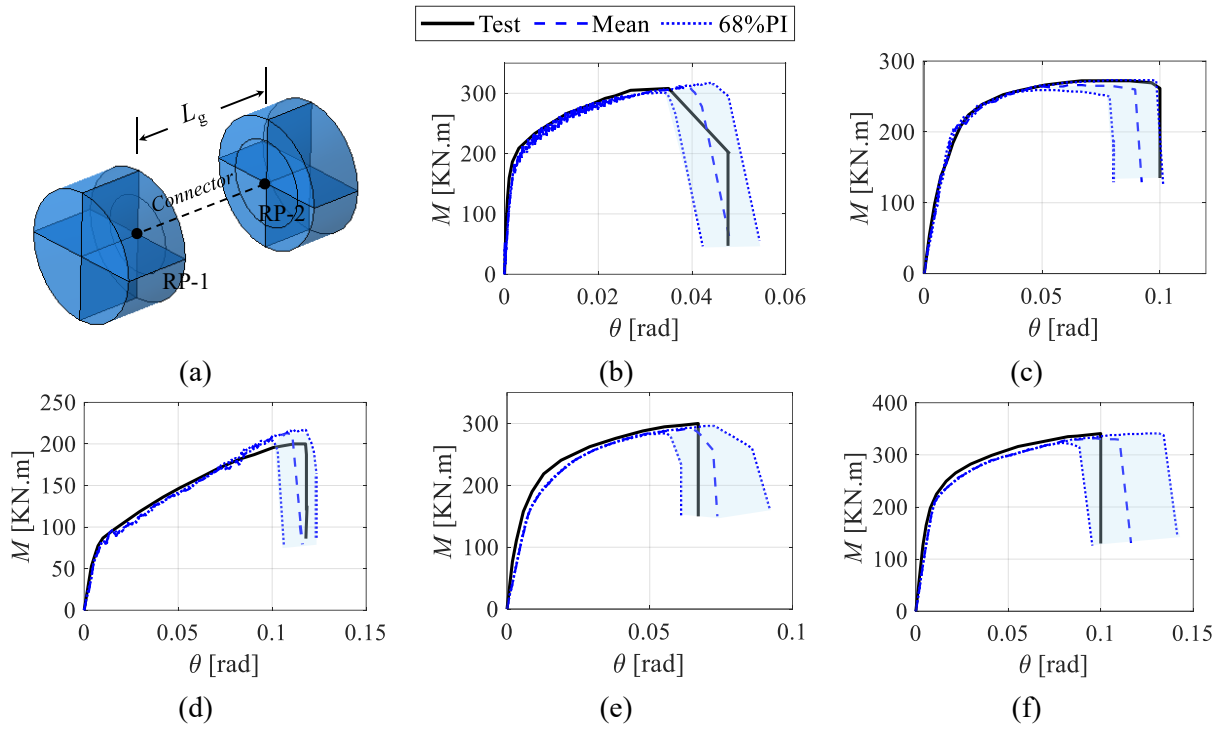 Test Mean 68%PI
L_g
Connector
RP-2
RP-1
(a)
M [KN.m]
300
200
100
0
0 0.02 0.04 0.06
θ [rad]
(b)
M [KN.m]
300
200
100
0
0 0.05 0.1
θ [rad]
(c)
M [KN.m]
250
200
150
100
50
0
0 0.05 0.1 0.15
θ [rad]
(d)
M [KN.m]
300
200
100
0
0 0.05 0.1
θ [rad]
(e)
M [KN.m]
400
300
200
100
0
0 0.05 0.1 0.15
θ [rad]
(f)